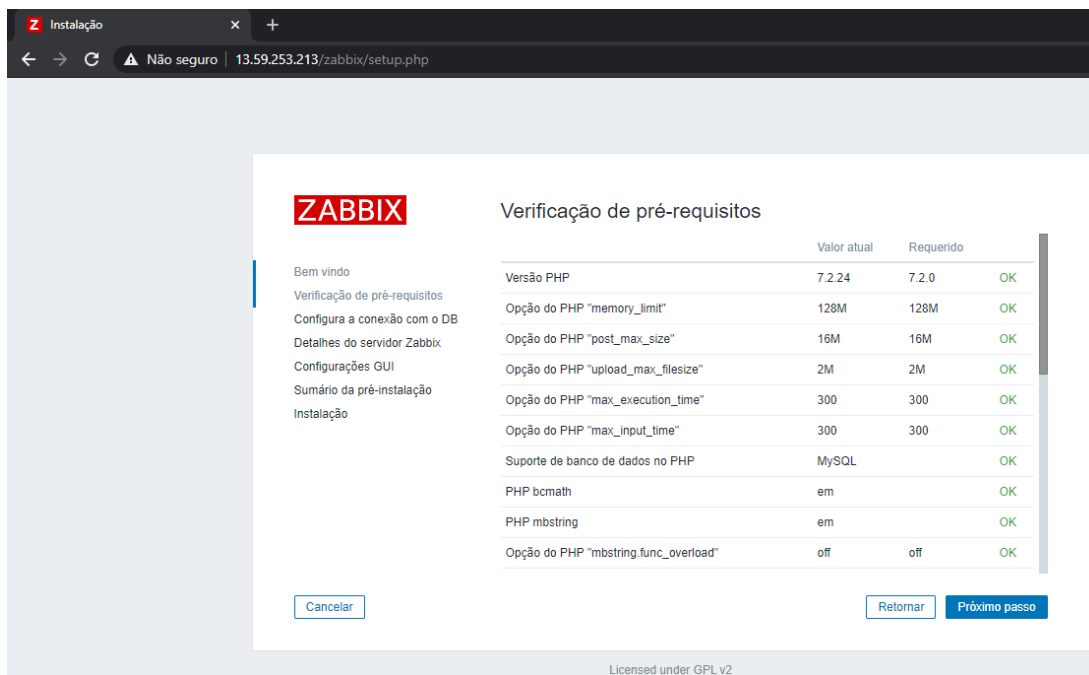 Z Instalação
Não seguro 13.59.253.213/zabbix/setup.php
ZABBIX
Bem vindo
Verificação de pré-requisitos
Configura a conexão com o DB
Detalhes do servidor Zabbix
Configurações GUI
Sumário da pré-instalação
Instalação
Verificação de pré-requisitos
Valor atual Requerido
Versão PHP 7.2.24 7.2.0 OK
Opção do PHP "memory_limit" 128M 128M OK
Opção do PHP "post_max_size" 16M 16M OK
Opção do PHP "upload_max_filesize" 2M 2M OK
Opção do PHP "max_execution_time" 300 300 OK
Opção do PHP "max_input_time" 300 300 OK
Suporte de banco de dados no PHP MySQL OK
PHP bcmath em OK
PHP mbstring em OK
Opção do PHP "mbstring.func_overload" off off OK
Cancelar Retornar Próximo passo
Licensed under GPL v2